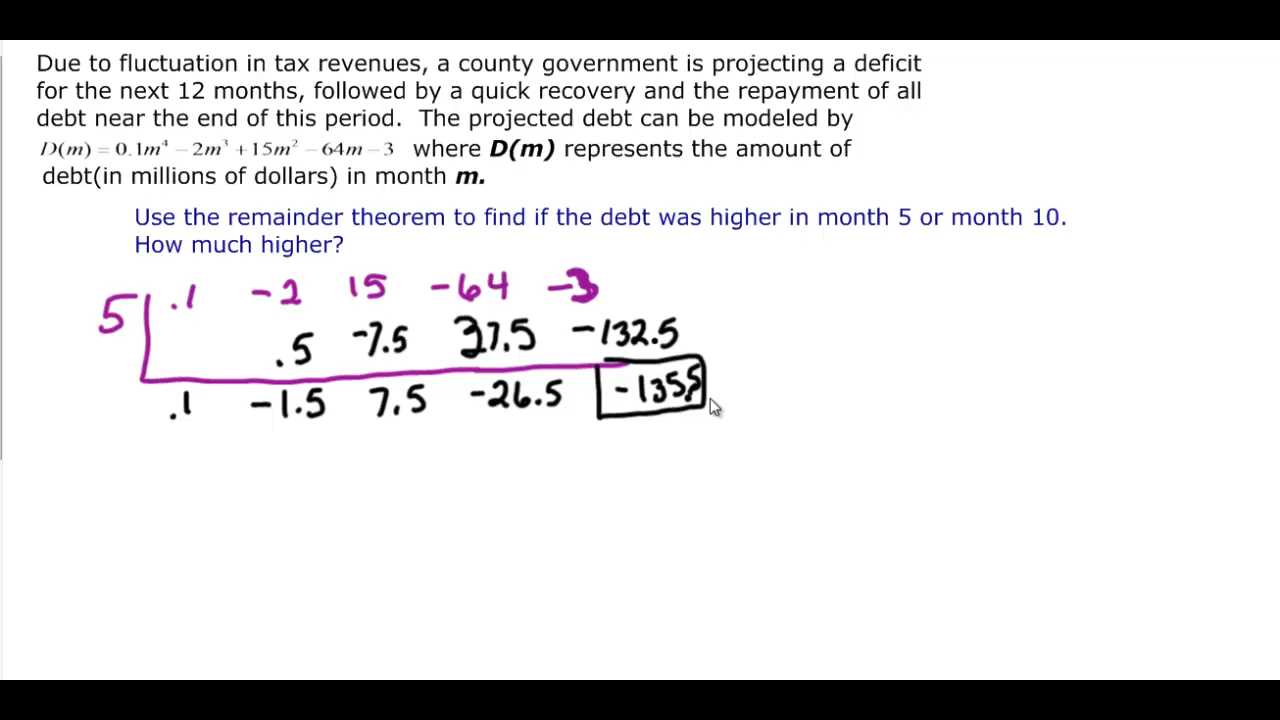 Due to fluctuation in tax revenues, a county government is projecting a deficit
for the next 12 months, followed by a quick recovery and the repayment of all
debt near the end of this period. The projected debt can be modeled by
D(m) = 0.1m⁴ − 2m³ + 15m² − 64m − 3 where D(m) represents the amount of
debt(in millions of dollars) in month m.
Use the remainder theorem to find if the debt was higher in month 5 or month 10.
How much higher?
5 .1 -2 15 -64 -3
.5 -7.5 37.5 -132.5
.1 -1.5 7.5 -26.5 -135.5